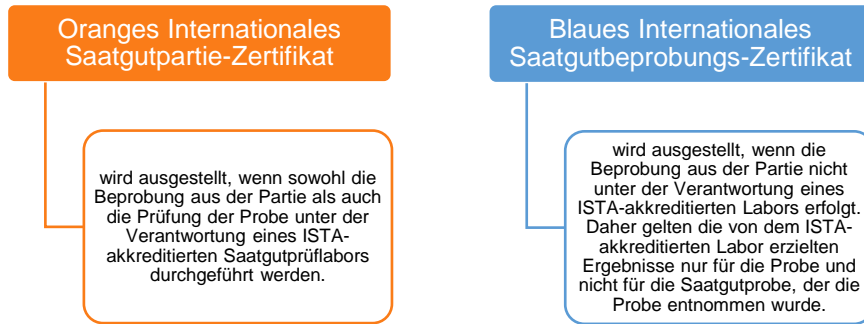 Oranges Internationales
Saatgutpartie-Zertifikat
wird ausgestellt, wenn sowohl die
Beprobung aus der Partie als auch
die Prüfung der Probe unter der
Verantwortung eines ISTA-
akkreditierten Saatgutprüflabors
durchgeführt werden.
Blaues Internationales
Saatgutbeprobungs-Zertifikat
wird ausgestellt, wenn die
Beprobung aus der Partie nicht
unter der Verantwortung eines
ISTA-akkreditierten Labors erfolgt.
Daher gelten die von dem ISTA-
akkreditierten Labor erzielten
Ergebnisse nur für die Probe und
nicht für die Saatgutprobe, der die
Probe entnommen wurde.